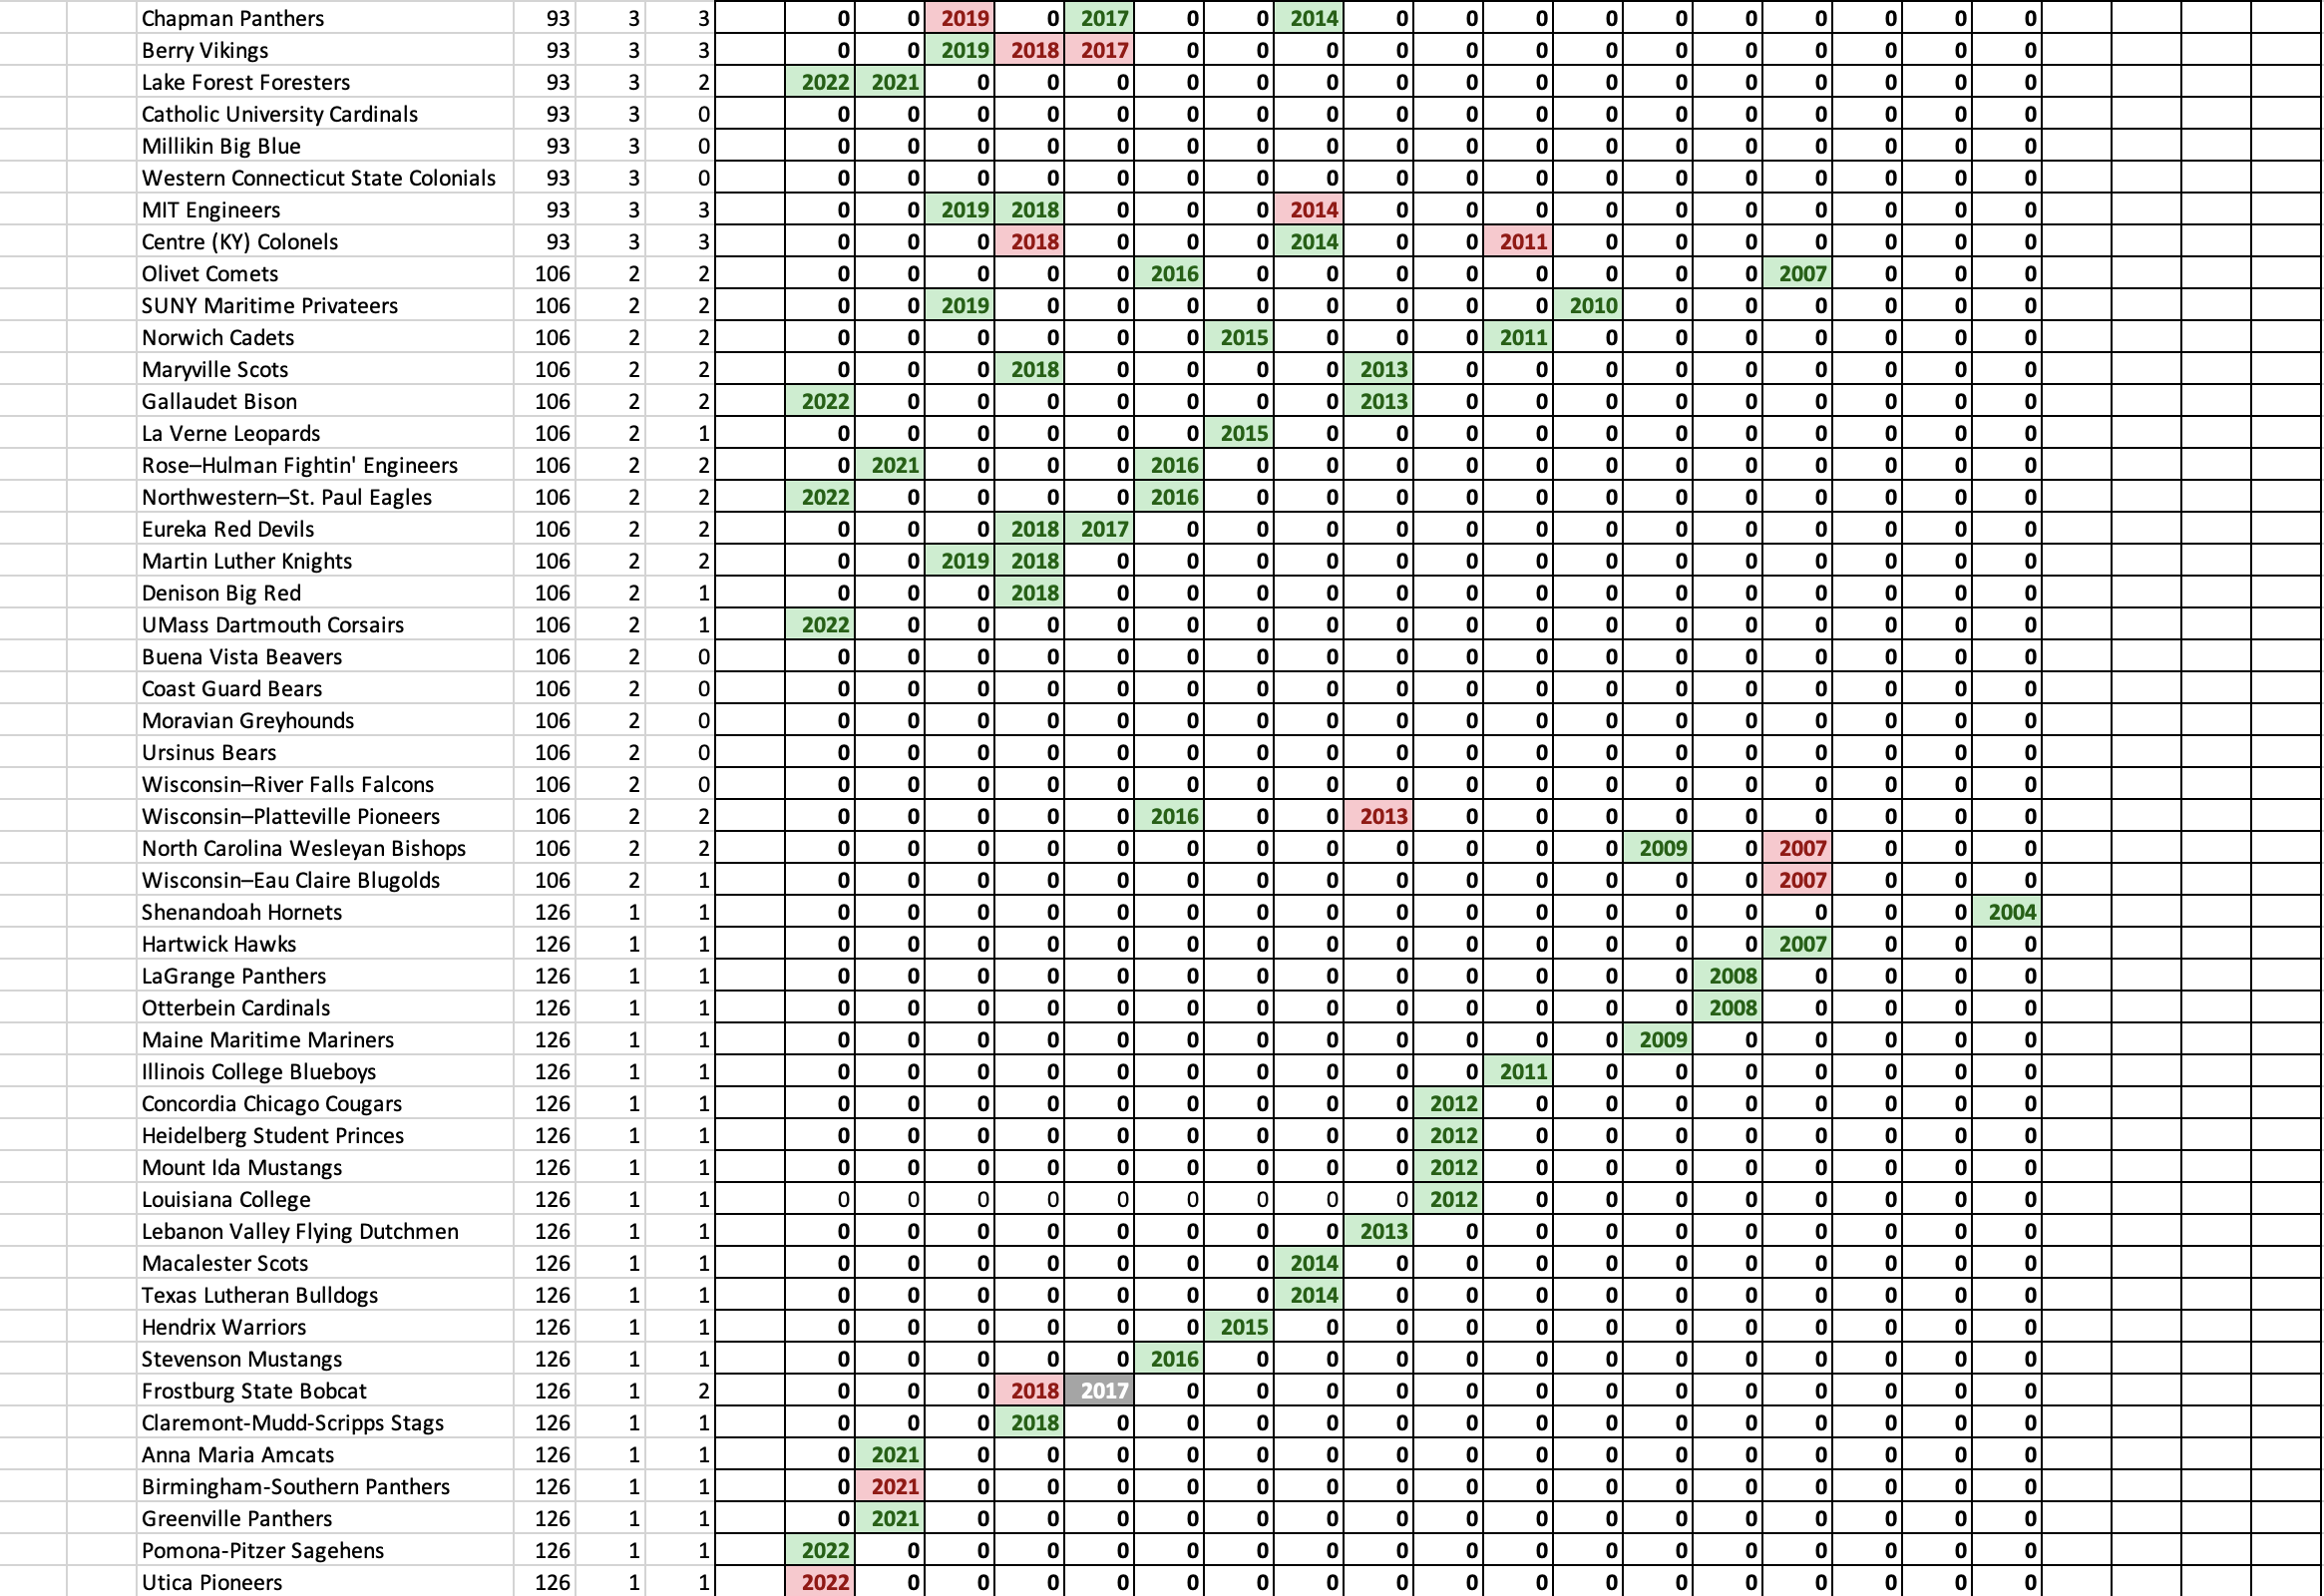 Chapman Panthers 93 3 3 0 0 2019 0 2017 0 0 2014 0 0 0 0 0 0 0 0 0 0
Berry Vikings 93 3 3 0 0 2019 2018 2017 0 0 0 0 0 0 0 0 0 0 0 0 0
Lake Forest Foresters 93 3 2 2022 2021 0 0 0 0 0 0 0 0 0 0 0 0 0 0 0 0
Catholic University Cardinals 93 3 0 0 0 0 0 0 0 0 0 0 0 0 0 0 0 0 0 0 0
Millikin Big Blue 93 3 0 0 0 0 0 0 0 0 0 0 0 0 0 0 0 0 0 0 0
Western Connecticut State Colonials 93 3 0 0 0 0 0 0 0 0 0 0 0 0 0 0 0 0 0 0 0
MIT Engineers 93 3 3 0 0 2019 2018 0 0 0 2014 0 0 0 0 0 0 0 0 0 0
Centre (KY) Colonels 93 3 3 0 0 0 2018 0 0 0 2014 0 0 2011 0 0 0 0 0 0 0
Olivet Comets 106 2 2 0 0 0 0 0 2016 0 0 0 0 0 0 0 0 2007 0 0 0
SUNY Maritime Privateers 106 2 2 0 0 2019 0 0 0 0 0 0 0 0 2010 0 0 0 0 0 0
Norwich Cadets 106 2 2 0 0 0 0 0 0 2015 0 0 0 2011 0 0 0 0 0 0 0
Maryville Scots 106 2 2 0 0 0 2018 0 0 0 0 2013 0 0 0 0 0 0 0 0 0
Gallaudet Bison 106 2 2 2022 0 0 0 0 0 0 0 2013 0 0 0 0 0 0 0 0 0
La Verne Leopards 106 2 1 0 0 0 0 0 0 2015 0 0 0 0 0 0 0 0 0 0 0
Rose–Hulman Fightin' Engineers 106 2 2 0 2021 0 0 0 2016 0 0 0 0 0 0 0 0 0 0 0 0
Northwestern–St. Paul Eagles 106 2 2 2022 0 0 0 0 2016 0 0 0 0 0 0 0 0 0 0 0 0
Eureka Red Devils 106 2 2 0 0 0 2018 2017 0 0 0 0 0 0 0 0 0 0 0 0 0
Martin Luther Knights 106 2 2 0 0 2019 2018 0 0 0 0 0 0 0 0 0 0 0 0 0 0
Denison Big Red 106 2 1 0 0 0 2018 0 0 0 0 0 0 0 0 0 0 0 0 0 0
UMass Dartmouth Corsairs 106 2 1 2022 0 0 0 0 0 0 0 0 0 0 0 0 0 0 0 0 0
Buena Vista Beavers 106 2 0 0 0 0 0 0 0 0 0 0 0 0 0 0 0 0 0 0 0
Coast Guard Bears 106 2 0 0 0 0 0 0 0 0 0 0 0 0 0 0 0 0 0 0 0
Moravian Greyhounds 106 2 0 0 0 0 0 0 0 0 0 0 0 0 0 0 0 0 0 0 0
Ursinus Bears 106 2 0 0 0 0 0 0 0 0 0 0 0 0 0 0 0 0 0 0 0
Wisconsin–River Falls Falcons 106 2 0 0 0 0 0 0 0 0 0 0 0 0 0 0 0 0 0 0 0
Wisconsin–Platteville Pioneers 106 2 2 0 0 0 0 0 2016 0 0 2013 0 0 0 0 0 0 0 0 0
North Carolina Wesleyan Bishops 106 2 2 0 0 0 0 0 0 0 0 0 0 0 0 2009 0 2007 0 0 0
Wisconsin–Eau Claire Blugolds 106 2 1 0 0 0 0 0 0 0 0 0 0 0 0 0 0 2007 0 0 0
Shenandoah Hornets 126 1 1 0 0 0 0 0 0 0 0 0 0 0 0 0 0 0 0 0 2004
Hartwick Hawks 126 1 1 0 0 0 0 0 0 0 0 0 0 0 0 0 0 2007 0 0 0
LaGrange Panthers 126 1 1 0 0 0 0 0 0 0 0 0 0 0 0 0 2008 0 0 0 0
Otterbein Cardinals 126 1 1 0 0 0 0 0 0 0 0 0 0 0 0 0 2008 0 0 0 0
Maine Maritime Mariners 126 1 1 0 0 0 0 0 0 0 0 0 0 0 0 2009 0 0 0 0 0
Illinois College Blueboys 126 1 1 0 0 0 0 0 0 0 0 0 0 2011 0 0 0 0 0 0 0
Concordia Chicago Cougars 126 1 1 0 0 0 0 0 0 0 0 0 2012 0 0 0 0 0 0 0 0
Heidelberg Student Princes 126 1 1 0 0 0 0 0 0 0 0 0 2012 0 0 0 0 0 0 0 0
Mount Ida Mustangs 126 1 1 0 0 0 0 0 0 0 0 0 2012 0 0 0 0 0 0 0 0
Louisiana College 126 1 1 0 0 0 0 0 0 0 0 0 2012 0 0 0 0 0 0 0 0
Lebanon Valley Flying Dutchmen 126 1 1 0 0 0 0 0 0 0 0 2013 0 0 0 0 0 0 0 0 0
Macalester Scots 126 1 1 0 0 0 0 0 0 0 2014 0 0 0 0 0 0 0 0 0 0
Texas Lutheran Bulldogs 126 1 1 0 0 0 0 0 0 0 2014 0 0 0 0 0 0 0 0 0 0
Hendrix Warriors 126 1 1 0 0 0 0 0 0 2015 0 0 0 0 0 0 0 0 0 0 0
Stevenson Mustangs 126 1 1 0 0 0 0 0 2016 0 0 0 0 0 0 0 0 0 0 0 0
Frostburg State Bobcat 126 1 2 0 0 0 2018 2017 0 0 0 0 0 0 0 0 0 0 0 0 0
Claremont-Mudd-Scripps Stags 126 1 1 0 0 0 2018 0 0 0 0 0 0 0 0 0 0 0 0 0 0
Anna Maria Amcats 126 1 1 0 2021 0 0 0 0 0 0 0 0 0 0 0 0 0 0 0 0
Birmingham-Southern Panthers 126 1 1 0 2021 0 0 0 0 0 0 0 0 0 0 0 0 0 0 0 0
Greenville Panthers 126 1 1 0 2021 0 0 0 0 0 0 0 0 0 0 0 0 0 0 0 0
Pomona-Pitzer Sagehens 126 1 1 2022 0 0 0 0 0 0 0 0 0 0 0 0 0 0 0 0 0
Utica Pioneers 126 1 1 2022 0 0 0 0 0 0 0 0 0 0 0 0 0 0 0 0 0